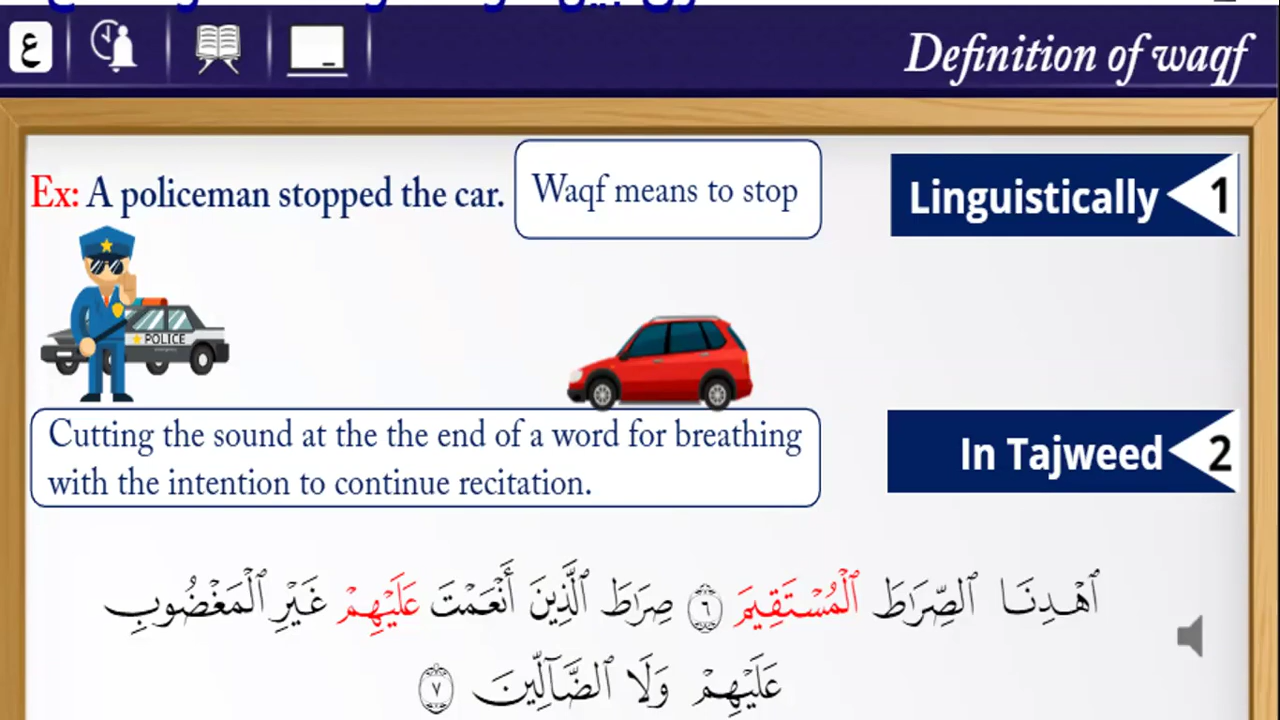 ع
Definition of waqf
Ex: A policeman stopped the car.
Waqf means to stop
Linguistically 1
POLICE
Cutting the sound at the the end of a word for breathing
with the intention to continue recitation.
In Tajweed 2
ٱهْدِنَا ٱلصِّرَٰطَ ٱلْمُسْتَقِيمَ ٦ صِرَٰطَ ٱلَّذِينَ أَنْعَمْتَ عَلَيْهِمْ غَيْرِ ٱلْمَغْضُوبِ
عَلَيْهِمْ وَلَا ٱلضَّآلِّينَ ٧